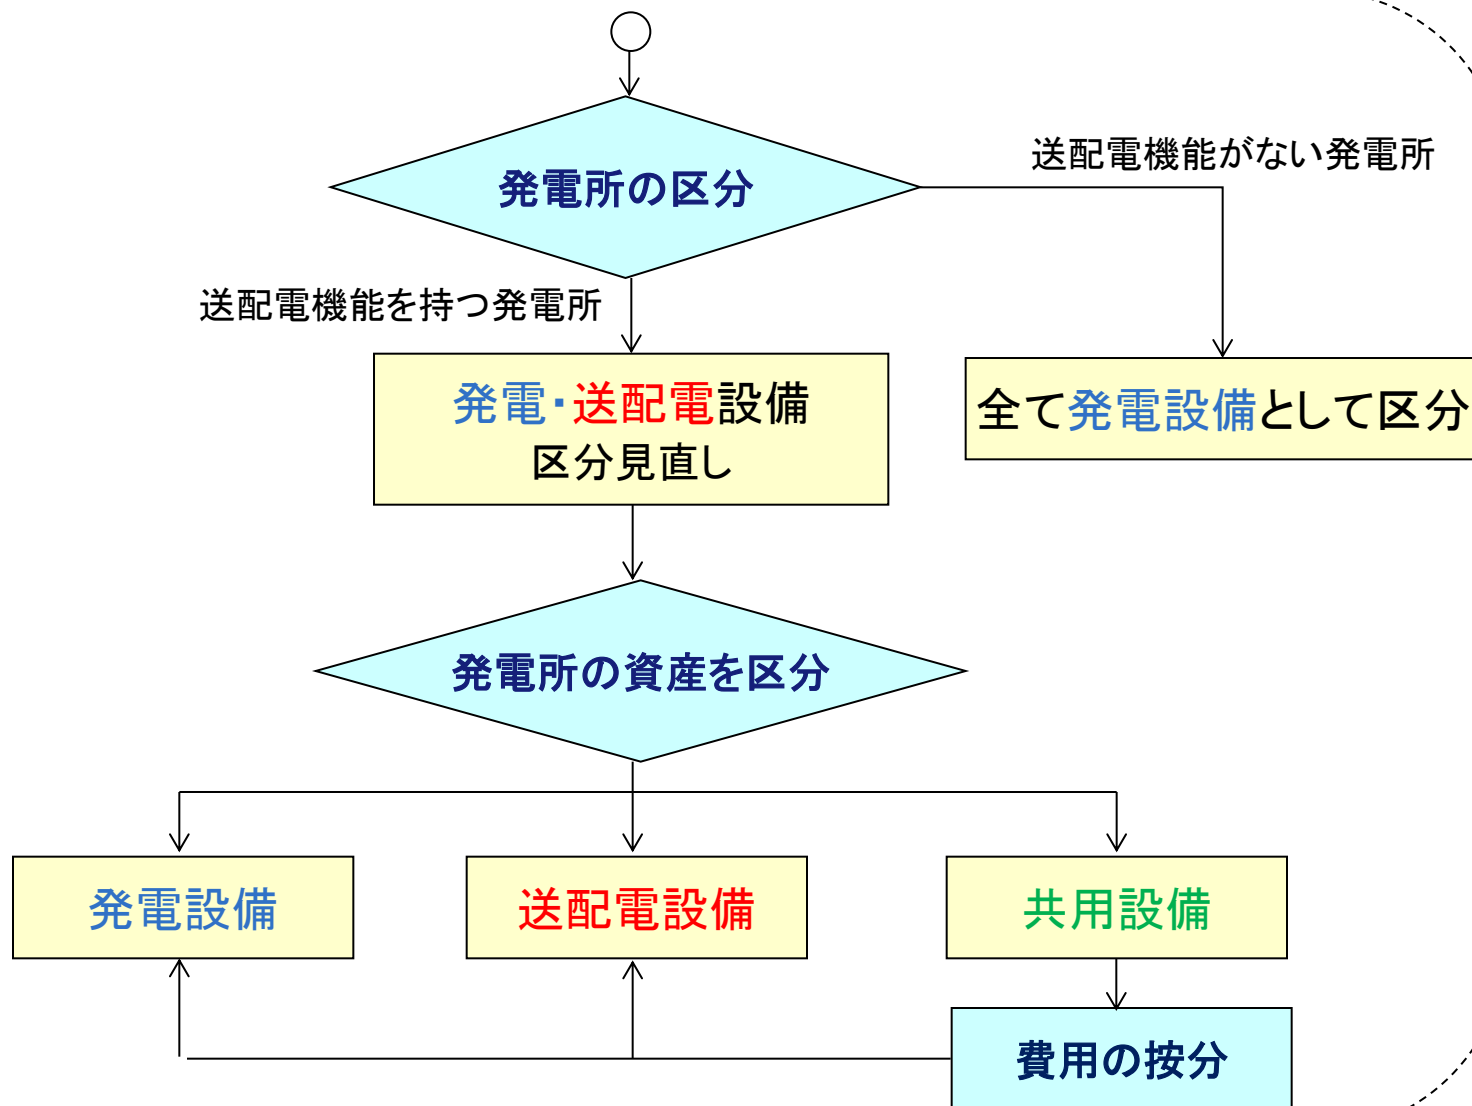 送配電機能がない発電所
発電所の区分
送配電機能を持つ発電所
発電・送配電設備
区分見直し
全て発電設備として区分
発電所の資産を区分
発電設備
送配電設備
共用設備
費用の按分